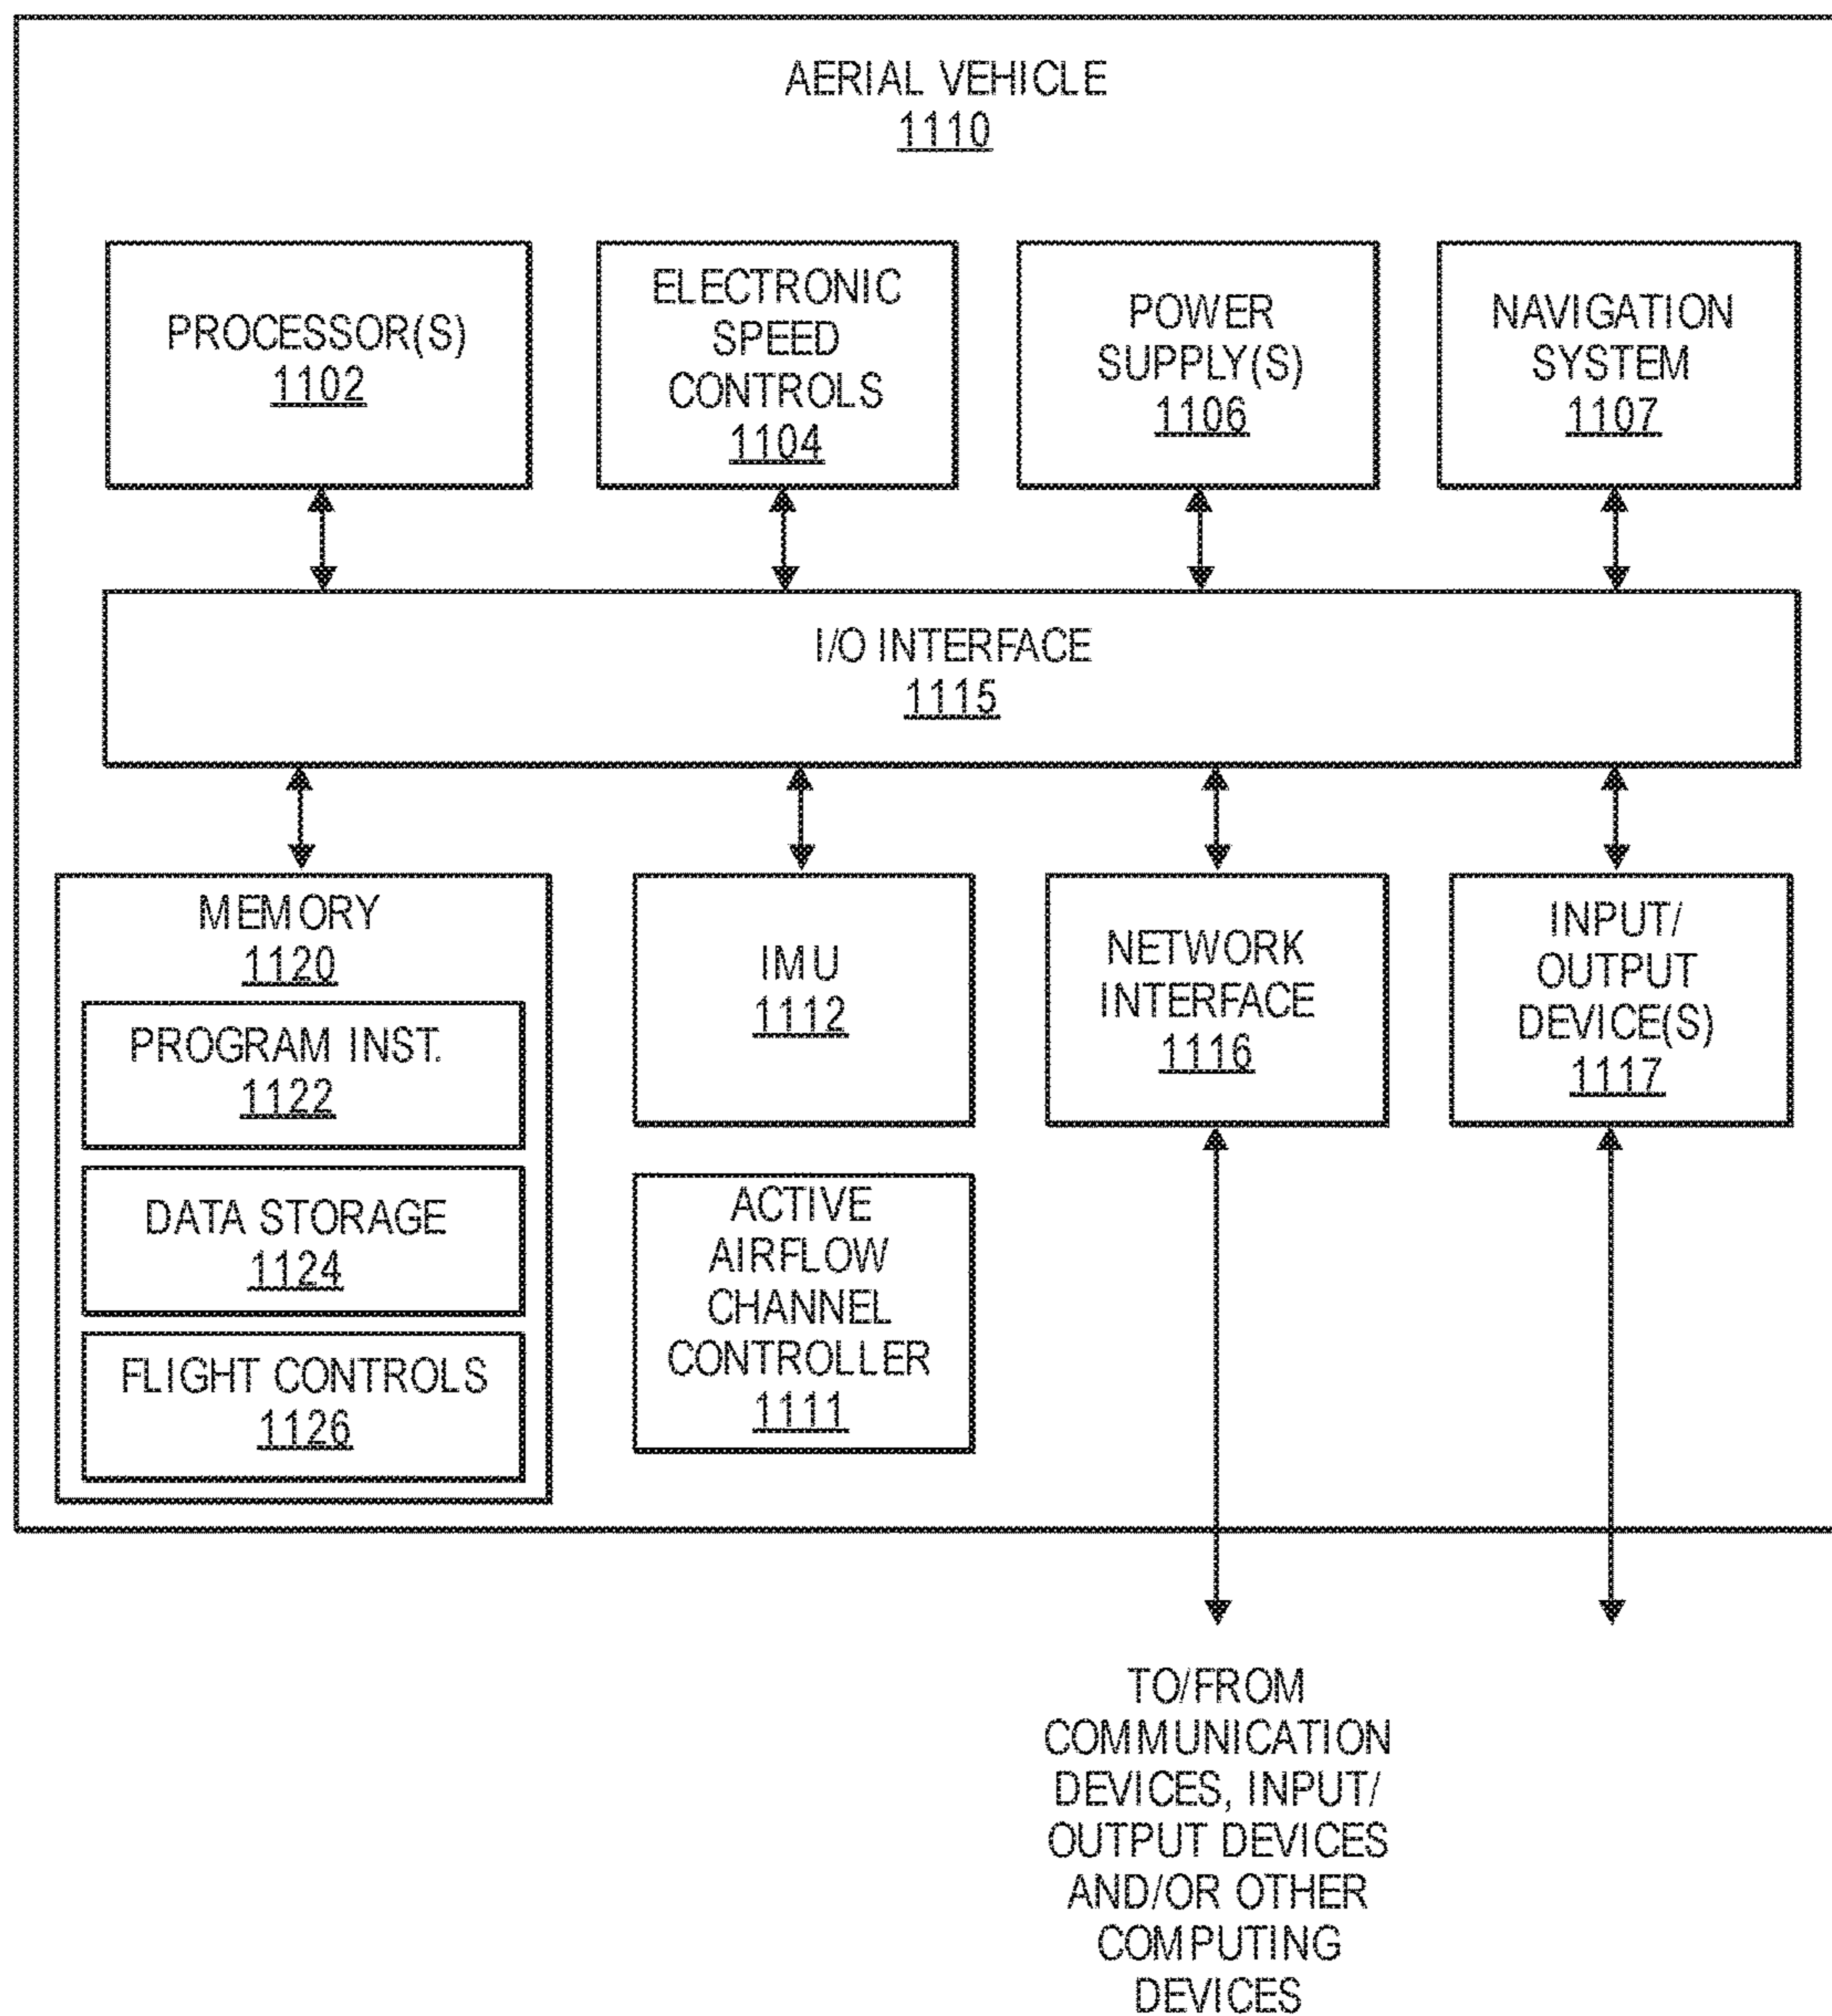 AERIAL VEHICLE
1110
PROCESSOR(S)
1102
ELECTRONIC
SPEED
CONTROLS
1104
POWER
SUPPLY(S)
1106
NAVIGATION
SYSTEM
1107
I/O INTERFACE
1115
MEMORY
1120
PROGRAM INST.
1122
DATA STORAGE
1124
FLIGHT CONTROLS
1126
IMU
1112
ACTIVE
AIRFLOW
CHANNEL
CONTROLLER
1111
NETWORK
INTERFACE
1116
INPUT/
OUTPUT
DEVICE(S)
1117
TO/FROM
COMMUNICATION
DEVICES, INPUT/
OUTPUT DEVICES
AND/OR OTHER
COMPUTING
DEVICES